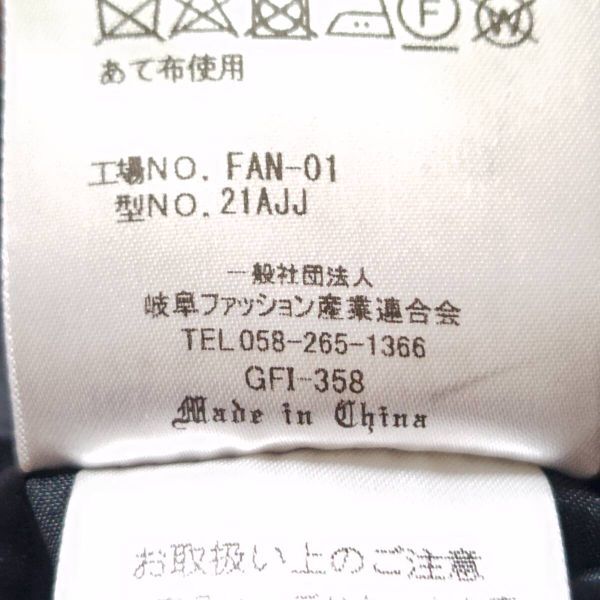 F
W
あて布使用
工場NO. FAN-01
型NO. 21AJJ
一般社団法人
岐阜ファッション産業連合会
TEL058-265-1366
GFI-358
Made in China
お取扱い上のご注意